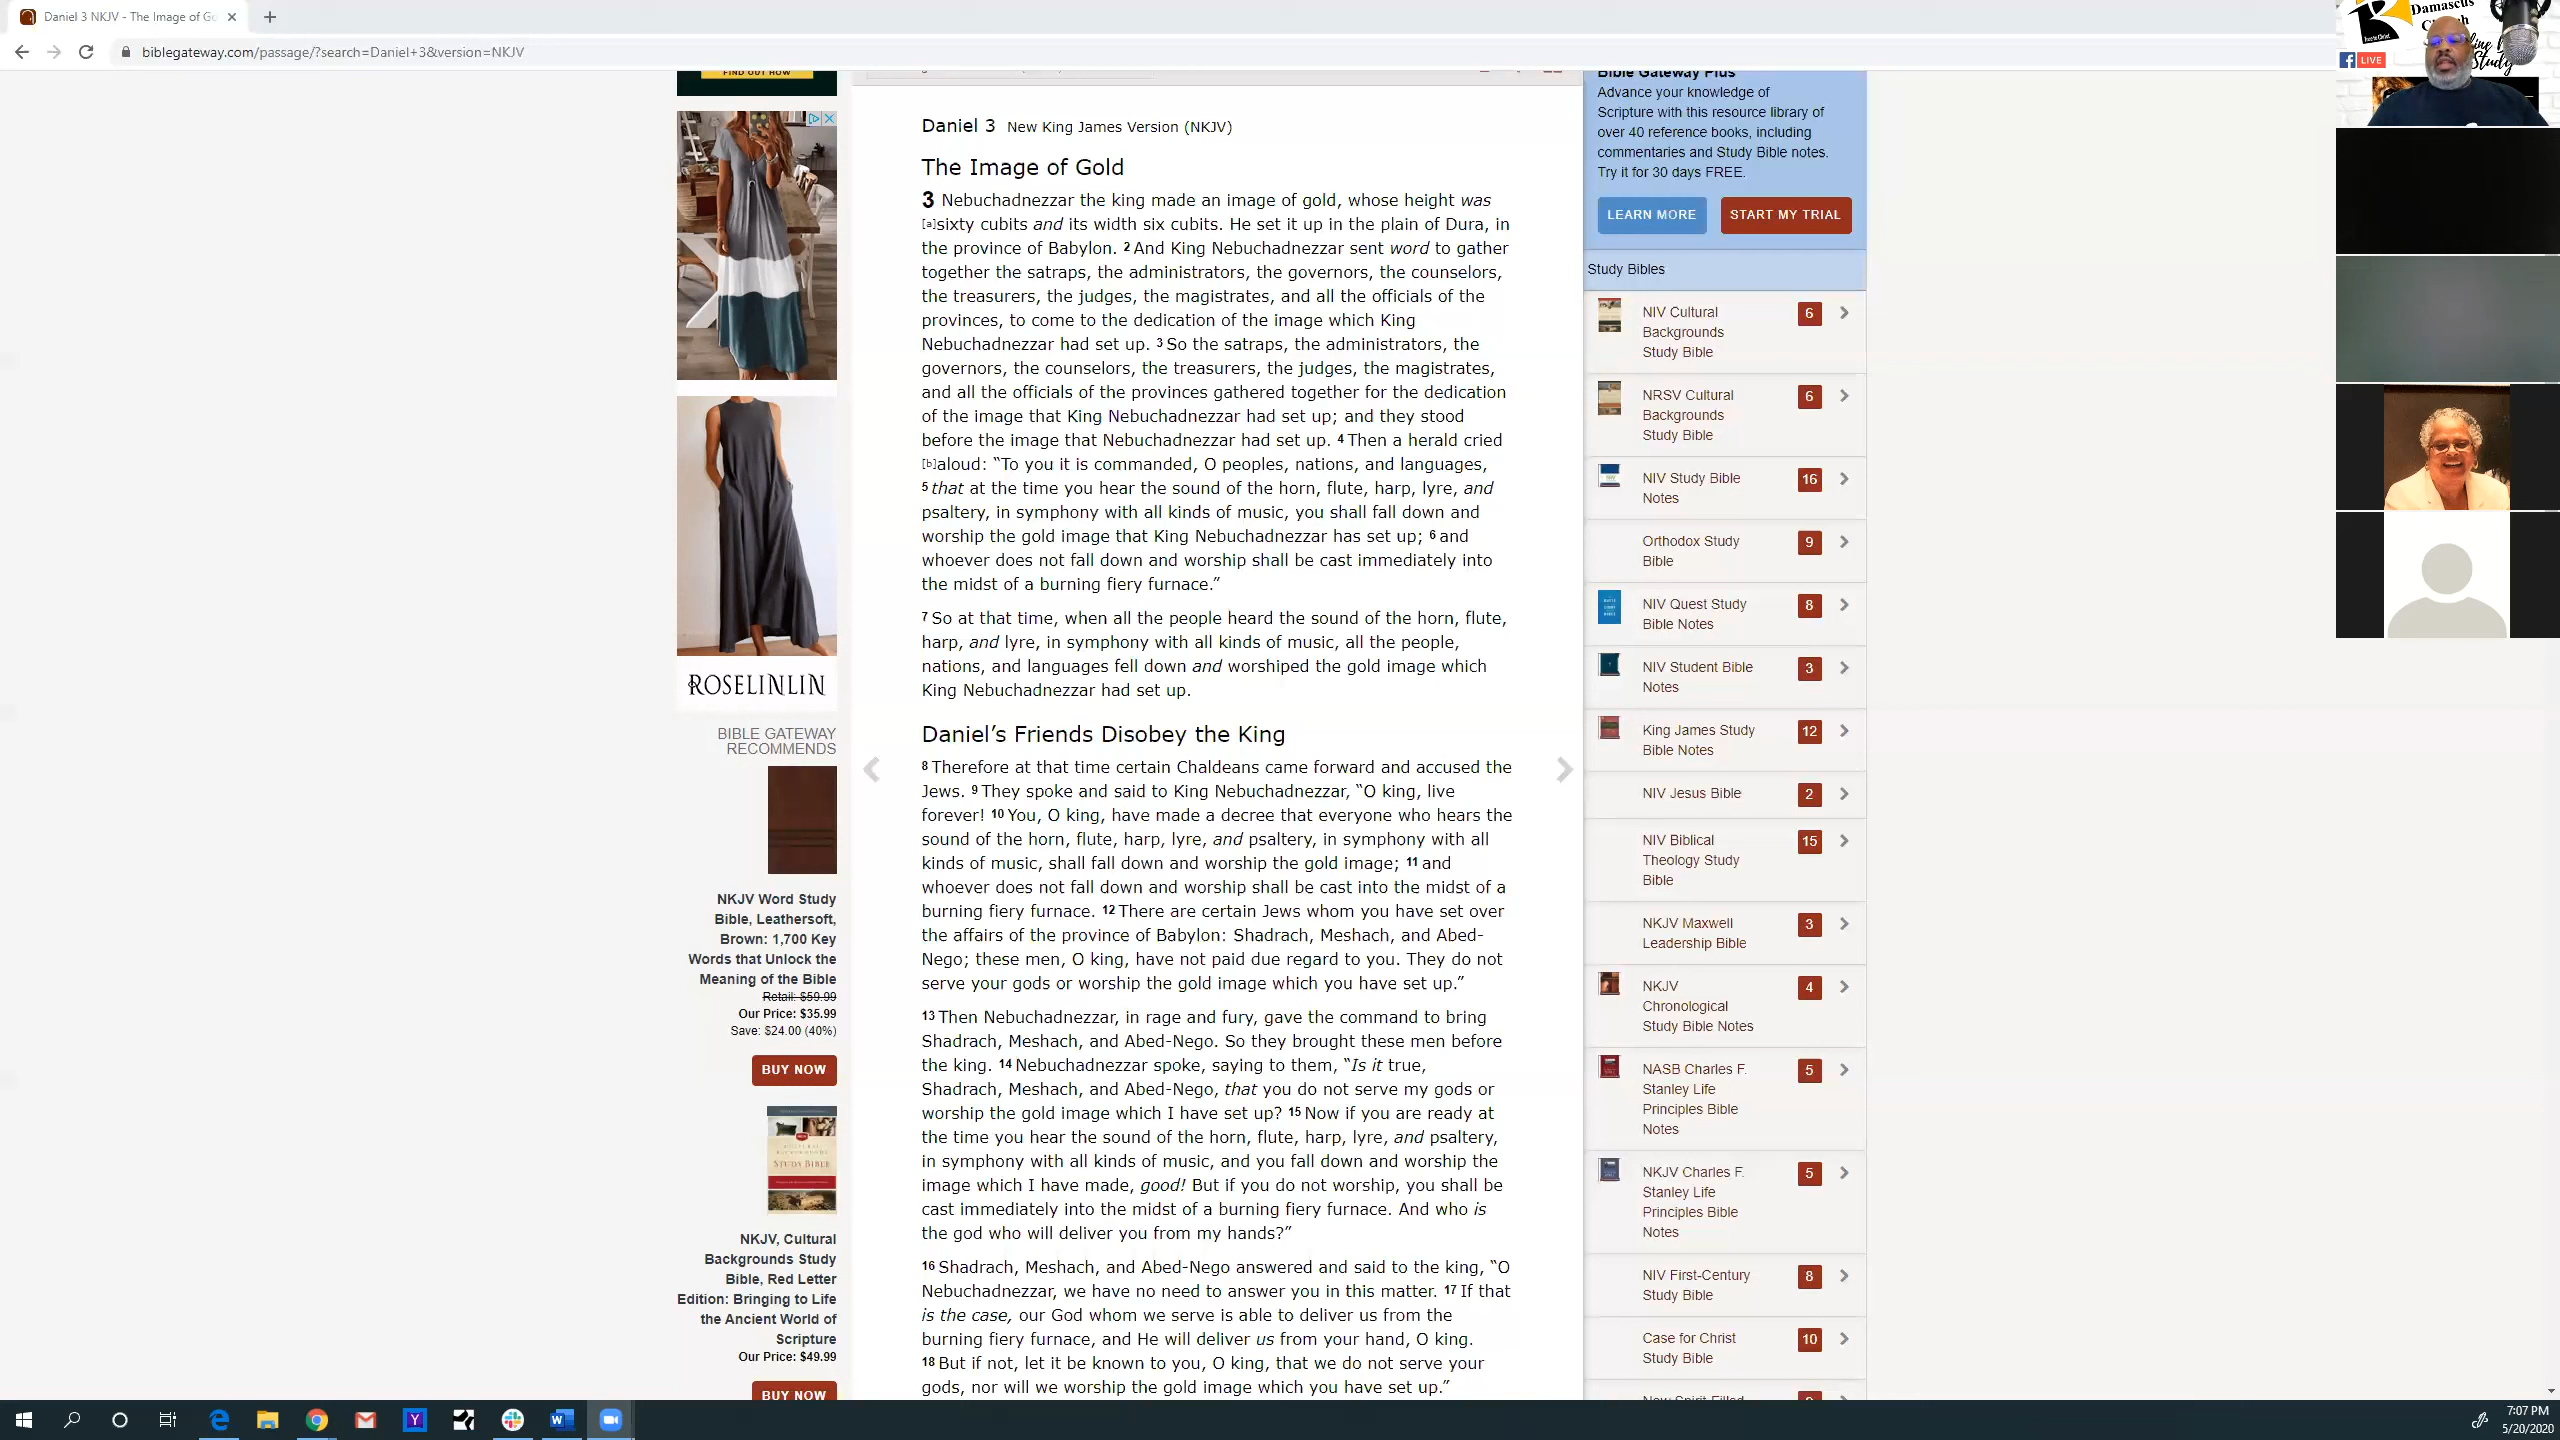 Daniel 3 NKJV - The Image of Go
biblegateway.com/passage/?search=Daniel+3&version=NKJV
FIND OUT HOW
ROSELINLIN
BIBLE GATEWAY
RECOMMENDS
NKJV Word Study
Bible, Leathersoft,
Brown: 1,700 Key
Words that Unlock the
Meaning of the Bible
Retail: $59.99
Our Price: $35.99
Save: $24.00 (40%)
BUY NOW
STUDY BIBLE
NKJV, Cultural
Backgrounds Study
Bible, Red Letter
Edition: Bringing to Life
the Ancient World of
Scripture
Our Price: $49.99
BUY NOW
Daniel 3 New King James Version (NKJV)
The Image of Gold
3 Nebuchadnezzar the king made an image of gold, whose height was
[a]sixty cubits and its width six cubits. He set it up in the plain of Dura, in
the province of Babylon. 2 And King Nebuchadnezzar sent word to gather
together the satraps, the administrators, the governors, the counselors,
the treasurers, the judges, the magistrates, and all the officials of the
provinces, to come to the dedication of the image which King
Nebuchadnezzar had set up. 3 So the satraps, the administrators, the
governors, the counselors, the treasurers, the judges, the magistrates,
and all the officials of the provinces gathered together for the dedication
of the image that King Nebuchadnezzar had set up; and they stood
before the image that Nebuchadnezzar had set up. 4 Then a herald cried
[b]aloud: “To you it is commanded, O peoples, nations, and languages,
5 that at the time you hear the sound of the horn, flute, harp, lyre, and
psaltery, in symphony with all kinds of music, you shall fall down and
worship the gold image that King Nebuchadnezzar has set up; 6 and
whoever does not fall down and worship shall be cast immediately into
the midst of a burning fiery furnace.”
7 So at that time, when all the people heard the sound of the horn, flute,
harp, and lyre, in symphony with all kinds of music, all the people,
nations, and languages fell down and worshiped the gold image which
King Nebuchadnezzar had set up.
Daniel’s Friends Disobey the King
8 Therefore at that time certain Chaldeans came forward and accused the
Jews. 9 They spoke and said to King Nebuchadnezzar, “O king, live
forever! 10 You, O king, have made a decree that everyone who hears the
sound of the horn, flute, harp, lyre, and psaltery, in symphony with all
kinds of music, shall fall down and worship the gold image; 11 and
whoever does not fall down and worship shall be cast into the midst of a
burning fiery furnace. 12 There are certain Jews whom you have set over
the affairs of the province of Babylon: Shadrach, Meshach, and Abed-
Nego; these men, O king, have not paid due regard to you. They do not
serve your gods or worship the gold image which you have set up.”
13 Then Nebuchadnezzar, in rage and fury, gave the command to bring
Shadrach, Meshach, and Abed-Nego. So they brought these men before
the king. 14 Nebuchadnezzar spoke, saying to them, “Is it true,
Shadrach, Meshach, and Abed-Nego, that you do not serve my gods or
worship the gold image which I have set up? 15 Now if you are ready at
the time you hear the sound of the horn, flute, harp, lyre, and psaltery,
in symphony with all kinds of music, and you fall down and worship the
image which I have made, good! But if you do not worship, you shall be
cast immediately into the midst of a burning fiery furnace. And who is
the god who will deliver you from my hands?”
16 Shadrach, Meshach, and Abed-Nego answered and said to the king, “O
Nebuchadnezzar, we have no need to answer you in this matter. 17 If that
is the case, our God whom we serve is able to deliver us from the
burning fiery furnace, and He will deliver us from your hand, O king.
18 But if not, let it be known to you, O king, that we do not serve your
gods, nor will we worship the gold image which you have set up.”
Bible Gateway Plus
Advance your knowledge of
Scripture with this resource library of
over 40 reference books, including
commentaries and Study Bible notes.
Try it for 30 days FREE.
LEARN MORE START MY TRIAL
Study Bibles
NIV Cultural 6
Backgrounds
Study Bible
NRSV Cultural 6
Backgrounds
Study Bible
NIV Study Bible 16
Notes
Orthodox Study 9
Bible
NIV Quest Study 8
Bible Notes
NIV Student Bible 3
Notes
King James Study 12
Bible Notes
NIV Jesus Bible 2
NIV Biblical 15
Theology Study
Bible
NKJV Maxwell 3
Leadership Bible
NKJV 4
Chronological
Study Bible Notes
NASB Charles F. 5
Stanley Life
Principles Bible
Notes
NKJV Charles F. 5
Stanley Life
Principles Bible
Notes
NIV First-Century 8
Study Bible
Case for Christ 10
Study Bible
Damascus
LIVE
Study
7:07 PM
5/20/2020